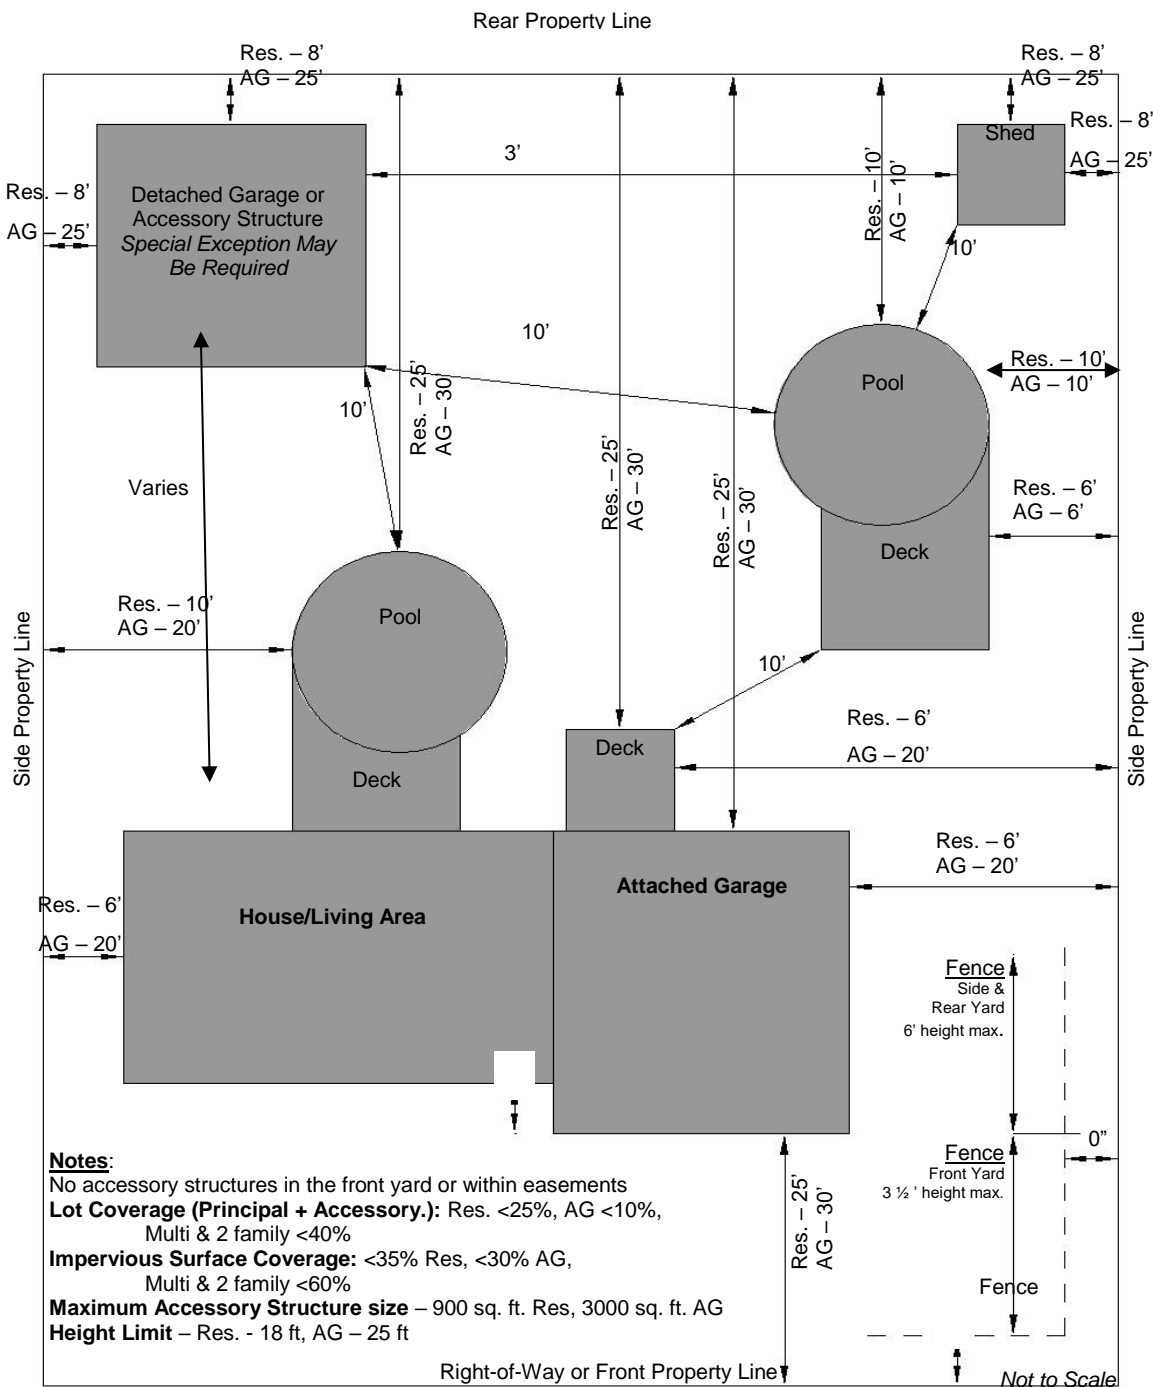 Rear Property Line
Res. – 8’
AG – 25’
Res. – 8’
AG – 25’
Res. – 8’
AG – 25’
Shed
3’
Res. – 8’
AG – 25’
Detached Garage or
Accessory Structure
Special Exception May
Be Required
Res. – 10’
AG – 10’
10’
10’
Res. – 10’
AG – 10’
Pool
Res. – 25’
AG – 30’
10’
Varies
Res. – 25’
AG – 30’
Res. – 25’
AG – 30’
Res. – 6’
AG – 6’
Deck
Res. – 10’
AG – 20’
Pool
Side Property Line
Side Property Line
10’
Res. – 6’
AG – 20’
Deck
Deck
Res. – 6’
AG – 20’
Attached Garage
House/Living Area
Res. – 6’
AG – 20’
Fence
Side &
Rear Yard
6’ height max.
0”
Fence
Front Yard
3 ½ ’ height max.
Res. – 25’
AG – 30’
Fence
Notes:
No accessory structures in the front yard or within easements
Lot Coverage (Principal + Accessory.): Res. <25%, AG <10%,
Multi & 2 family <40%
Impervious Surface Coverage: <35% Res, <30% AG,
Multi & 2 family <60%
Maximum Accessory Structure size – 900 sq. ft. Res, 3000 sq. ft. AG
Height Limit – Res. - 18 ft, AG – 25 ft
Right-of-Way or Front Property Line
Not to Scale